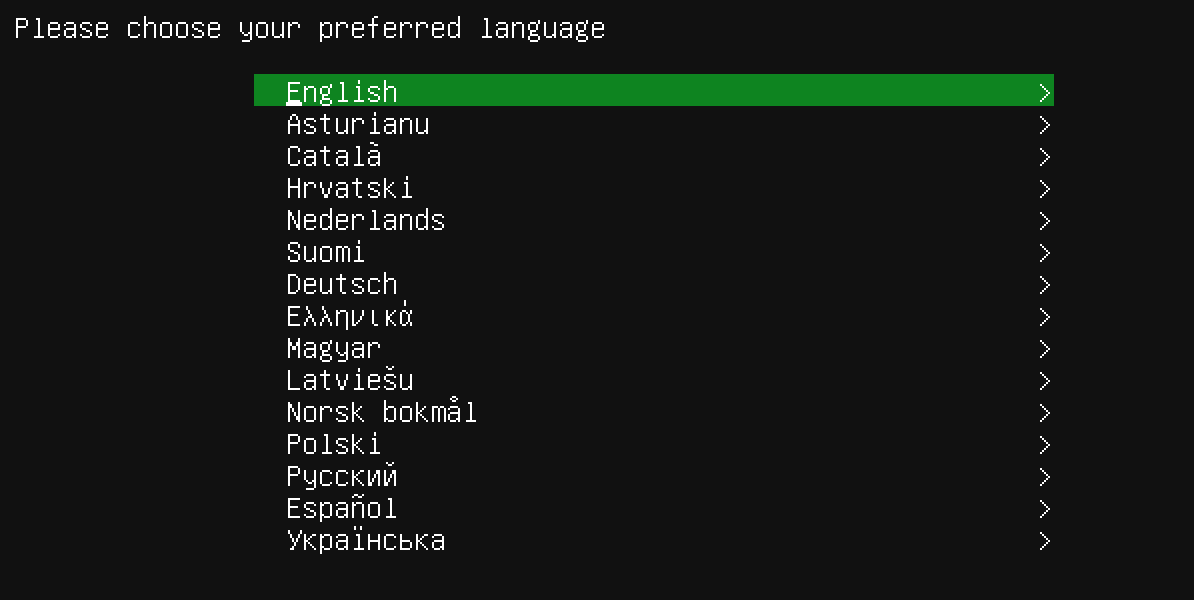 Please choose your preferred language
English >
Asturianu >
Català >
Hrvatski >
Nederlands >
Suomi >
Deutsch >
Ελληνικά >
Magyar >
Latviešu >
Norsk bokmål >
Polski >
Русский >
Español >
Українська >